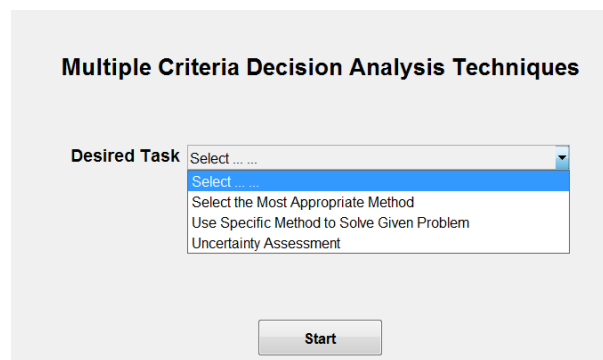 Multiple Criteria Decision Analysis Techniques
Desired Task Select ... ...
Select ... ...
Select the Most Appropriate Method
Use Specific Method to Solve Given Problem
Uncertainty Assessment
Start